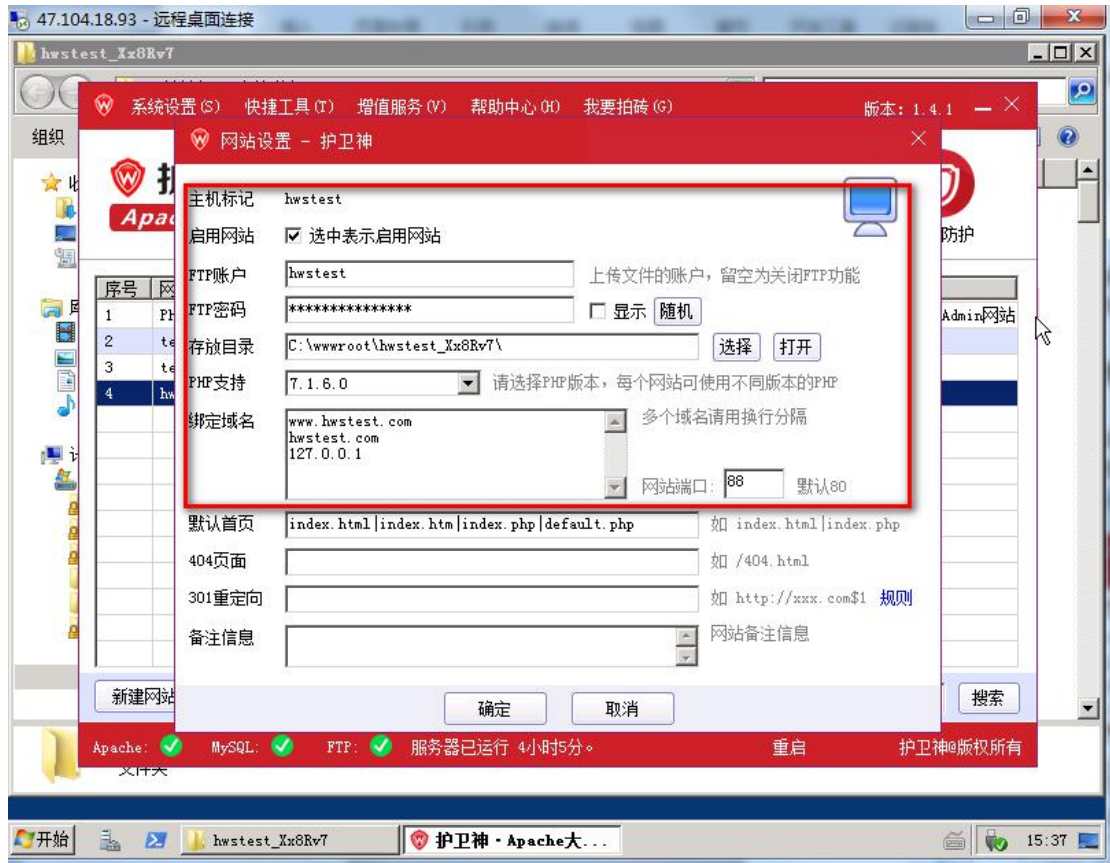 47.104.18.93 - 远程桌面连接
hwstest_Xx8Rv7
系统设置(S) 快捷工具(T) 增值服务(V) 帮助中心(H) 我要拍砖(G) 版本: 1.4.1
组织
网站设置 - 护卫神
主机标记 hwstest
启用网站 选中表示启用网站 防护
FTP账户 hwstest 上传文件的账户，留空为关闭FTP功能
序号
FTP密码 *************** 显示 随机
1 Admin网站
2 te
存放目录 C:\wwwroot\hwstest_Xx8Rv7\ 选择 打开
3 te
PHP支持 7.1.6.0 请选择PHP版本，每个网站可使用不同版本的PHP
4 hw
绑定域名 www.hwstest.com 多个域名请用换行分隔
hwstest.com
127.0.0.1
网站端口: 88 默认80
默认首页 index.html|index.htm|index.php|default.php 如 index.html|index.php
404页面 如 /404.html
301重定向 如 http://xxx.com$1 规则
备注信息 网站备注信息
新建网站 确定 取消 搜索
Apache: MySQL: FTP: 服务器已运行 4小时5分。 重启 护卫神@版权所有
文件夹
开始 hwstest_Xx8Rv7 护卫神·Apache大... 15:37